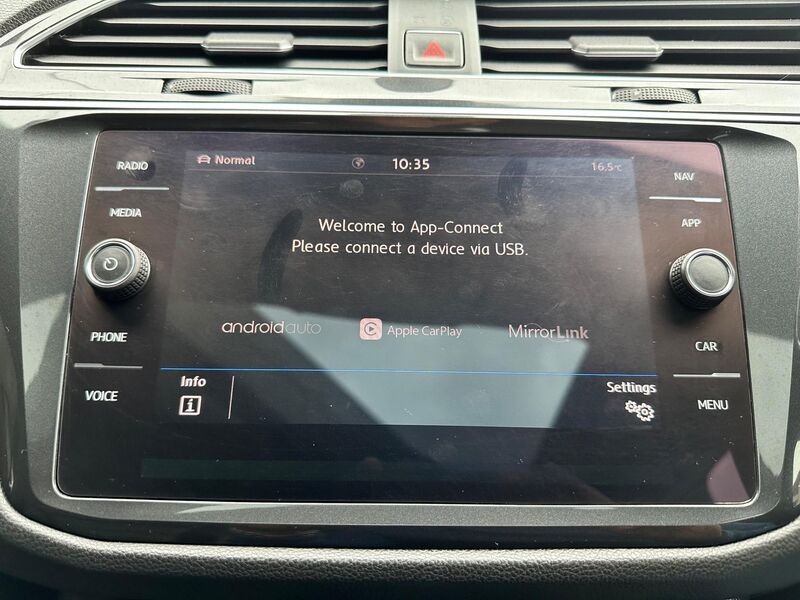 RADIO
MEDIA
PHONE
VOICE
Normal
10:35
16.5°C
Welcome to App-Connect
Please connect a device via USB.
androidauto
Apple CarPlay
MirrorLink
Info
i
Settings
NAV
APP
CAR
MENU